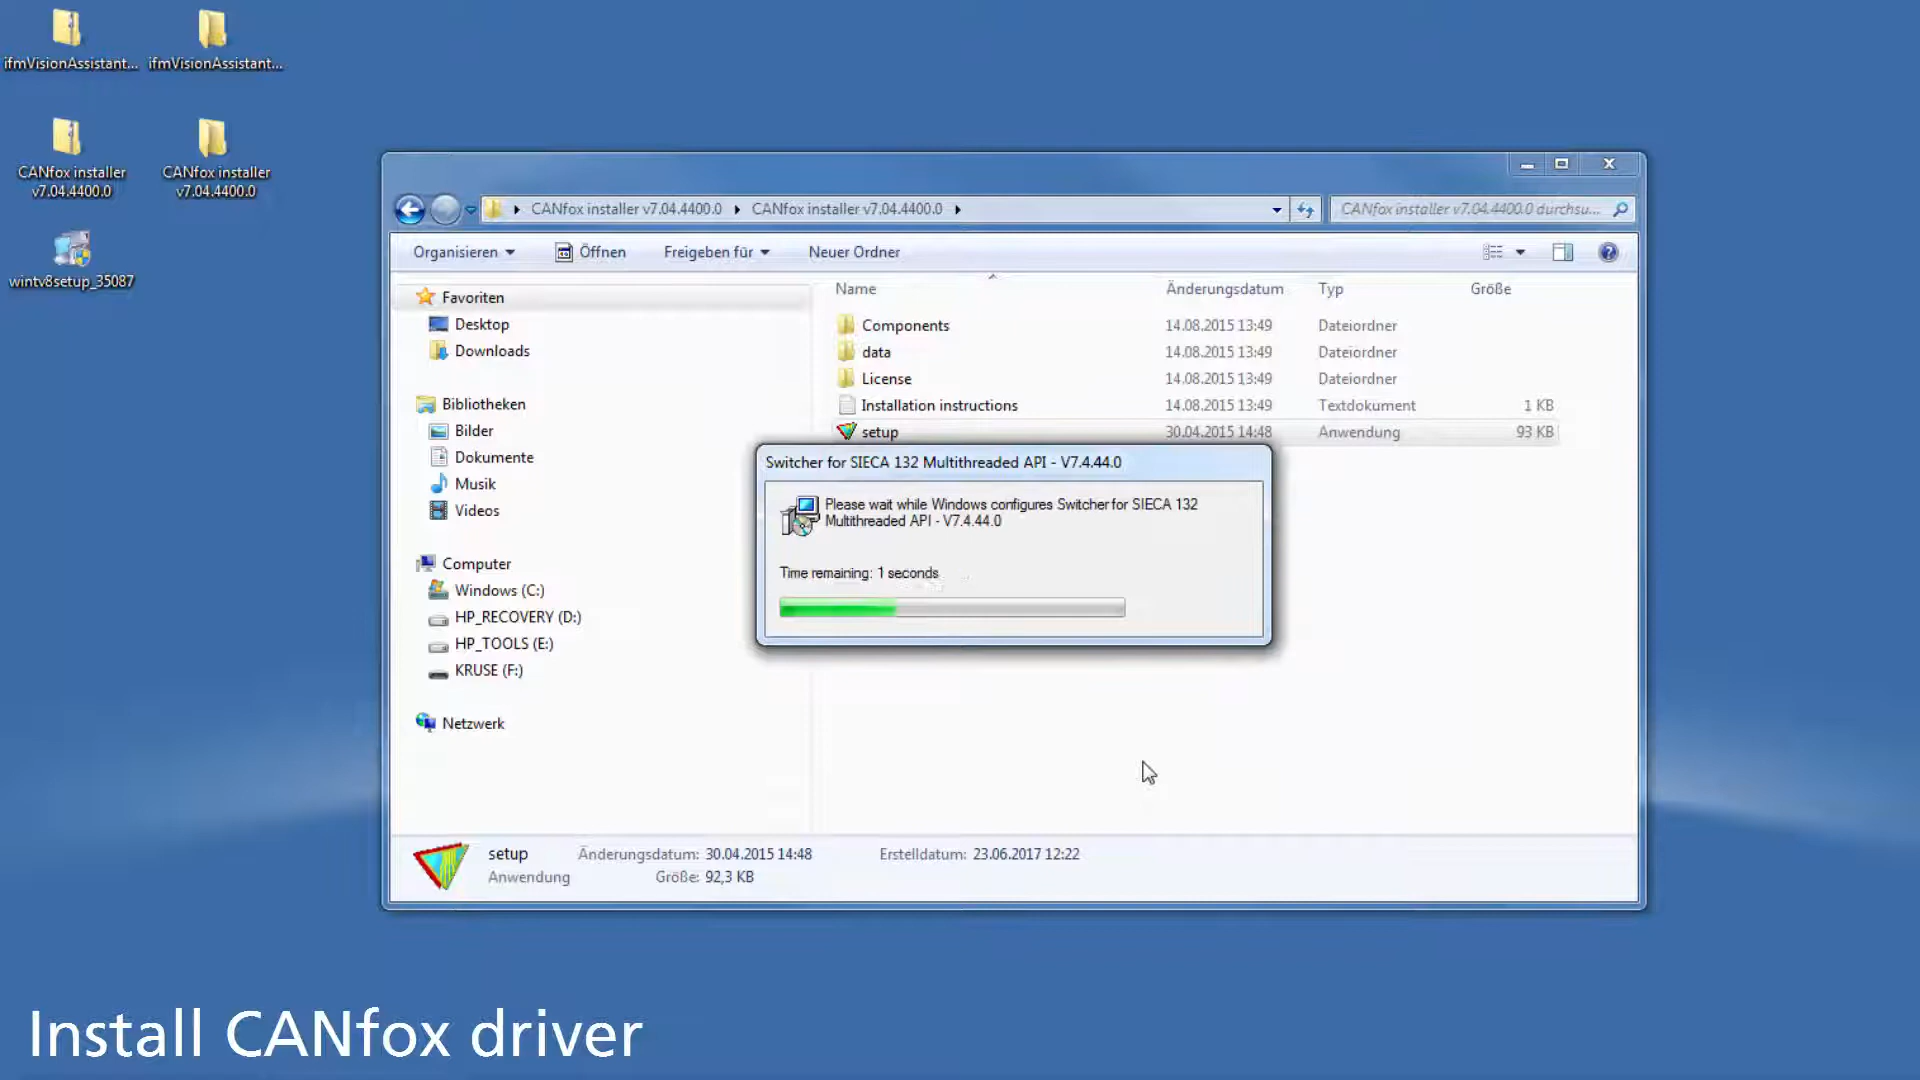 ifmVisionAssistant...
ifmVisionAssistant...
CANfox installer
v7.04.4400.0
CANfox installer
v7.04.4400.0
wintv8setup_35087
CANfox installer v7.04.4400.0
CANfox installer v7.04.4400.0
CANfox installer v7.04.4400.0 durchsu...
Organisieren
Öffnen
Freigeben für
Neuer Ordner
Favoriten
Desktop
Downloads
Bibliotheken
Bilder
Dokumente
Musik
Videos
Computer
Windows (C:)
HP_RECOVERY (D:)
HP_TOOLS (E:)
KRUSE (F:)
Netzwerk
Name Änderungsdatum Typ Größe
Components 14.08.2015 13:49 Dateiordner
data 14.08.2015 13:49 Dateiordner
License 14.08.2015 13:49 Dateiordner
Installation instructions 14.08.2015 13:49 Textdokument 1 KB
setup 30.04.2015 14:48 Anwendung 93 KB
Switcher for SIECA 132 Multithreaded API - V7.4.44.0
Please wait while Windows configures Switcher for SIECA 132
Multithreaded API - V7.4.44.0
Time remaining: 1 seconds
setup Änderungsdatum: 30.04.2015 14:48 Erstelldatum: 23.06.2017 12:22
Anwendung Größe: 92,3 KB
Install CANfox driver